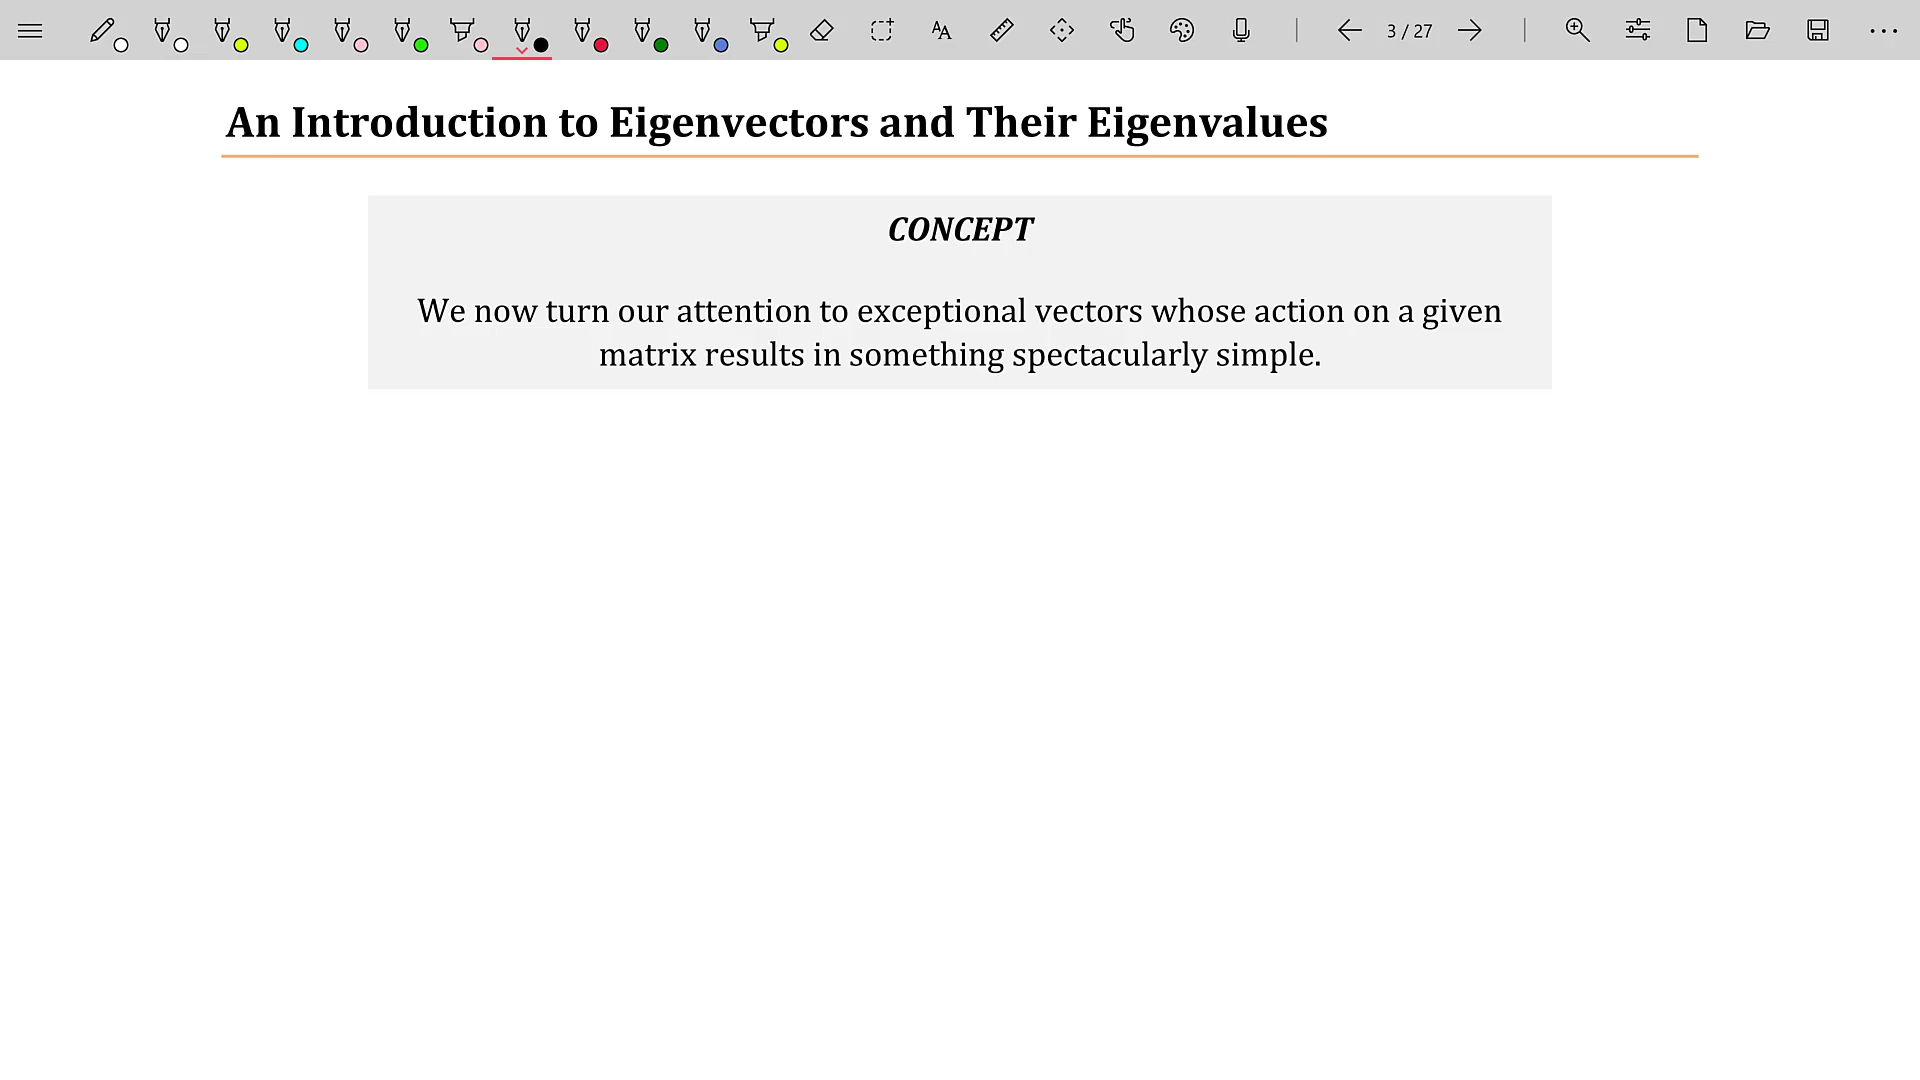 3 / 27
An Introduction to Eigenvectors and Their Eigenvalues
CONCEPT
We now turn our attention to exceptional vectors whose action on a given
matrix results in something spectacularly simple.